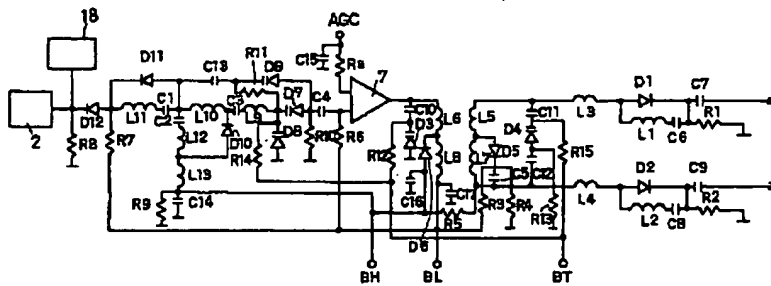 18
AGC
D11
C13
R11
D9
C15
Ra
7
D7
C4
2
D12
L11
C1
C2
L10
C3
L9
R8
R7
L12
D10
R14
D8
R10
R6
C10
L6
L5
C11
L3
D1
C7
R12
D3
L8
L7
D5
D4
L1
C6
R1
L13
R15
C5
C12
D2
C9
R9
C14
C16
C17
R5
R3
R4
R13
L4
L2
C8
R2
D6
BH
BL
BT